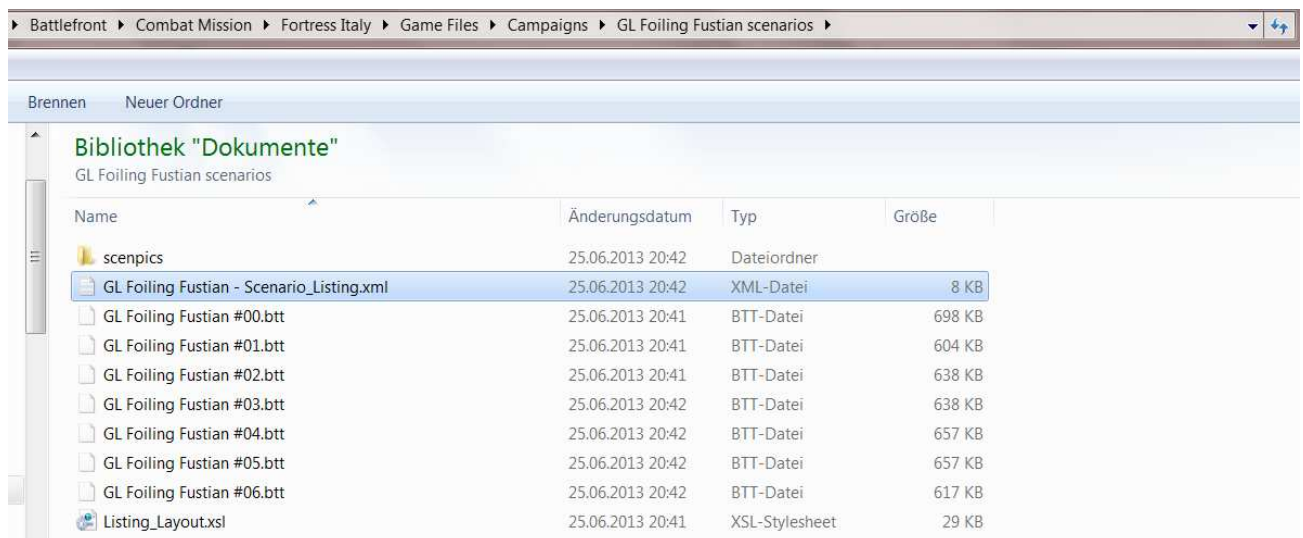 Battlefront Combat Mission Fortress Italy Game Files Campaigns GL Foiling Fustian scenarios
Brennen Neuer Ordner
Bibliothek "Dokumente"
GL Foiling Fustian scenarios
Name Änderungsdatum Typ Größe
scenpics 25.06.2013 20:42 Dateiordner
GL Foiling Fustian - Scenario_Listing.xml 25.06.2013 20:42 XML-Datei 8 KB
GL Foiling Fustian #00.btt 25.06.2013 20:41 BTT-Datei 698 KB
GL Foiling Fustian #01.btt 25.06.2013 20:41 BTT-Datei 604 KB
GL Foiling Fustian #02.btt 25.06.2013 20:41 BTT-Datei 638 KB
GL Foiling Fustian #03.btt 25.06.2013 20:42 BTT-Datei 638 KB
GL Foiling Fustian #04.btt 25.06.2013 20:42 BTT-Datei 657 KB
GL Foiling Fustian #05.btt 25.06.2013 20:42 BTT-Datei 657 KB
GL Foiling Fustian #06.btt 25.06.2013 20:42 BTT-Datei 617 KB
Listing_Layout.xsl 25.06.2013 20:41 XSL-Stylesheet 29 KB